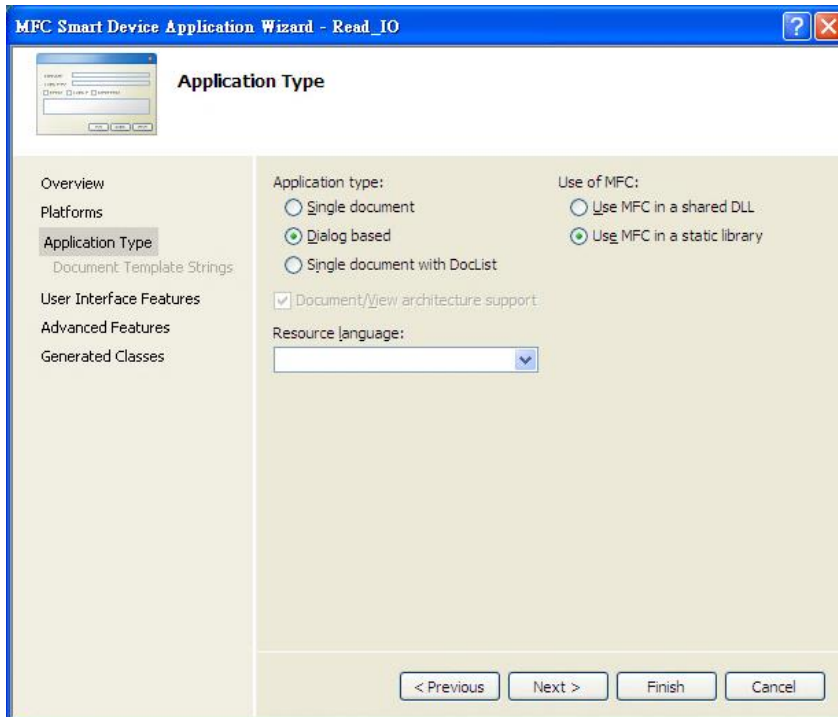 MFC Smart Device Application Wizard - Read_IO
Application Type
Overview
Platforms
Application Type
Document Template Strings
User Interface Features
Advanced Features
Generated Classes
Application type:
Single document
Dialog based
Single document with DocList
Document/View architecture support
Resource language:
Use of MFC:
Use MFC in a shared DLL
Use MFC in a static library
< Previous
Next >
Finish
Cancel